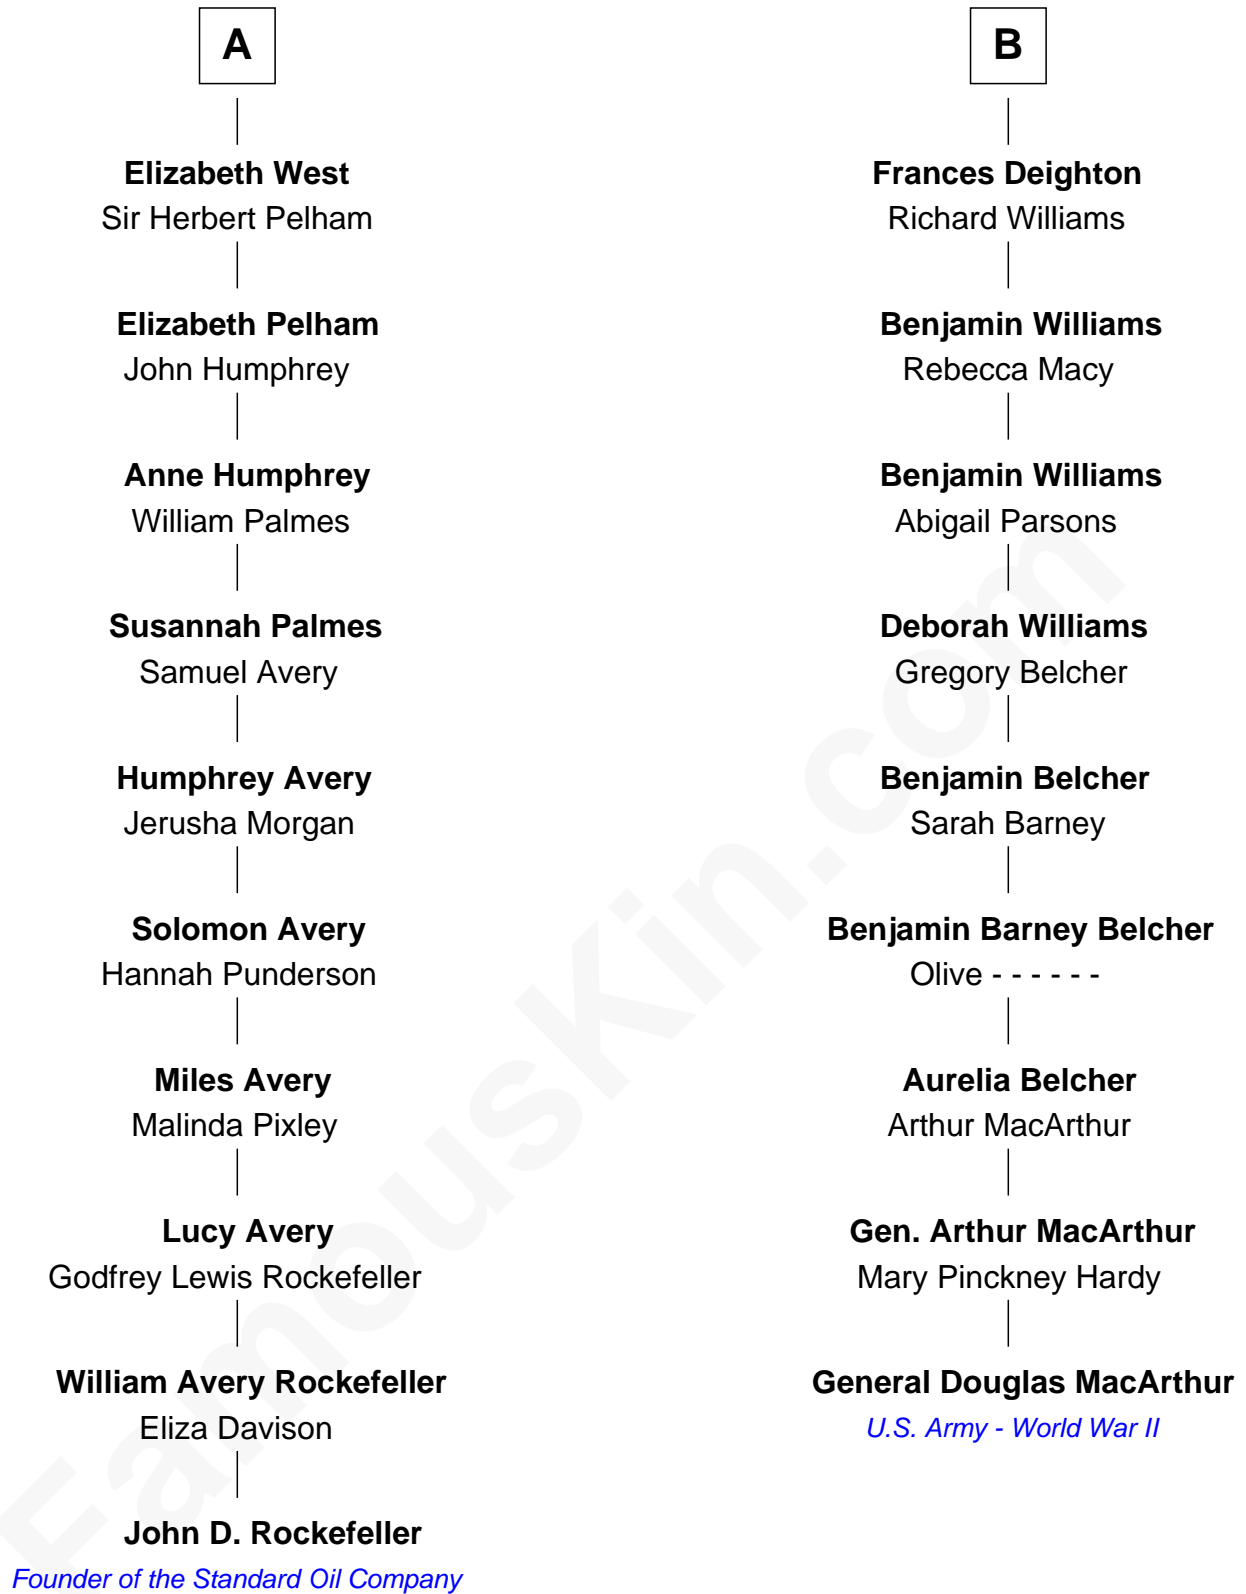 A
Elizabeth West
Sir Herbert Pelham
Elizabeth Pelham
John Humphrey
Anne Humphrey
William Palmes
Susannah Palmes
Samuel Avery
Humphrey Avery
Jerusha Morgan
Solomon Avery
Hannah Punderson
Miles Avery
Malinda Pixley
Lucy Avery
Godfrey Lewis Rockefeller
William Avery Rockefeller
Eliza Davison
John D. Rockefeller
Founder of the Standard Oil Company
B
Frances Deighton
Richard Williams
Benjamin Williams
Rebecca Macy
Benjamin Williams
Abigail Parsons
Deborah Williams
Gregory Belcher
Benjamin Belcher
Sarah Barney
Benjamin Barney Belcher
Olive - - - - - -
Aurelia Belcher
Arthur MacArthur
Gen. Arthur MacArthur
Mary Pinckney Hardy
General Douglas MacArthur
U.S. Army - World War II
FamousKin.com